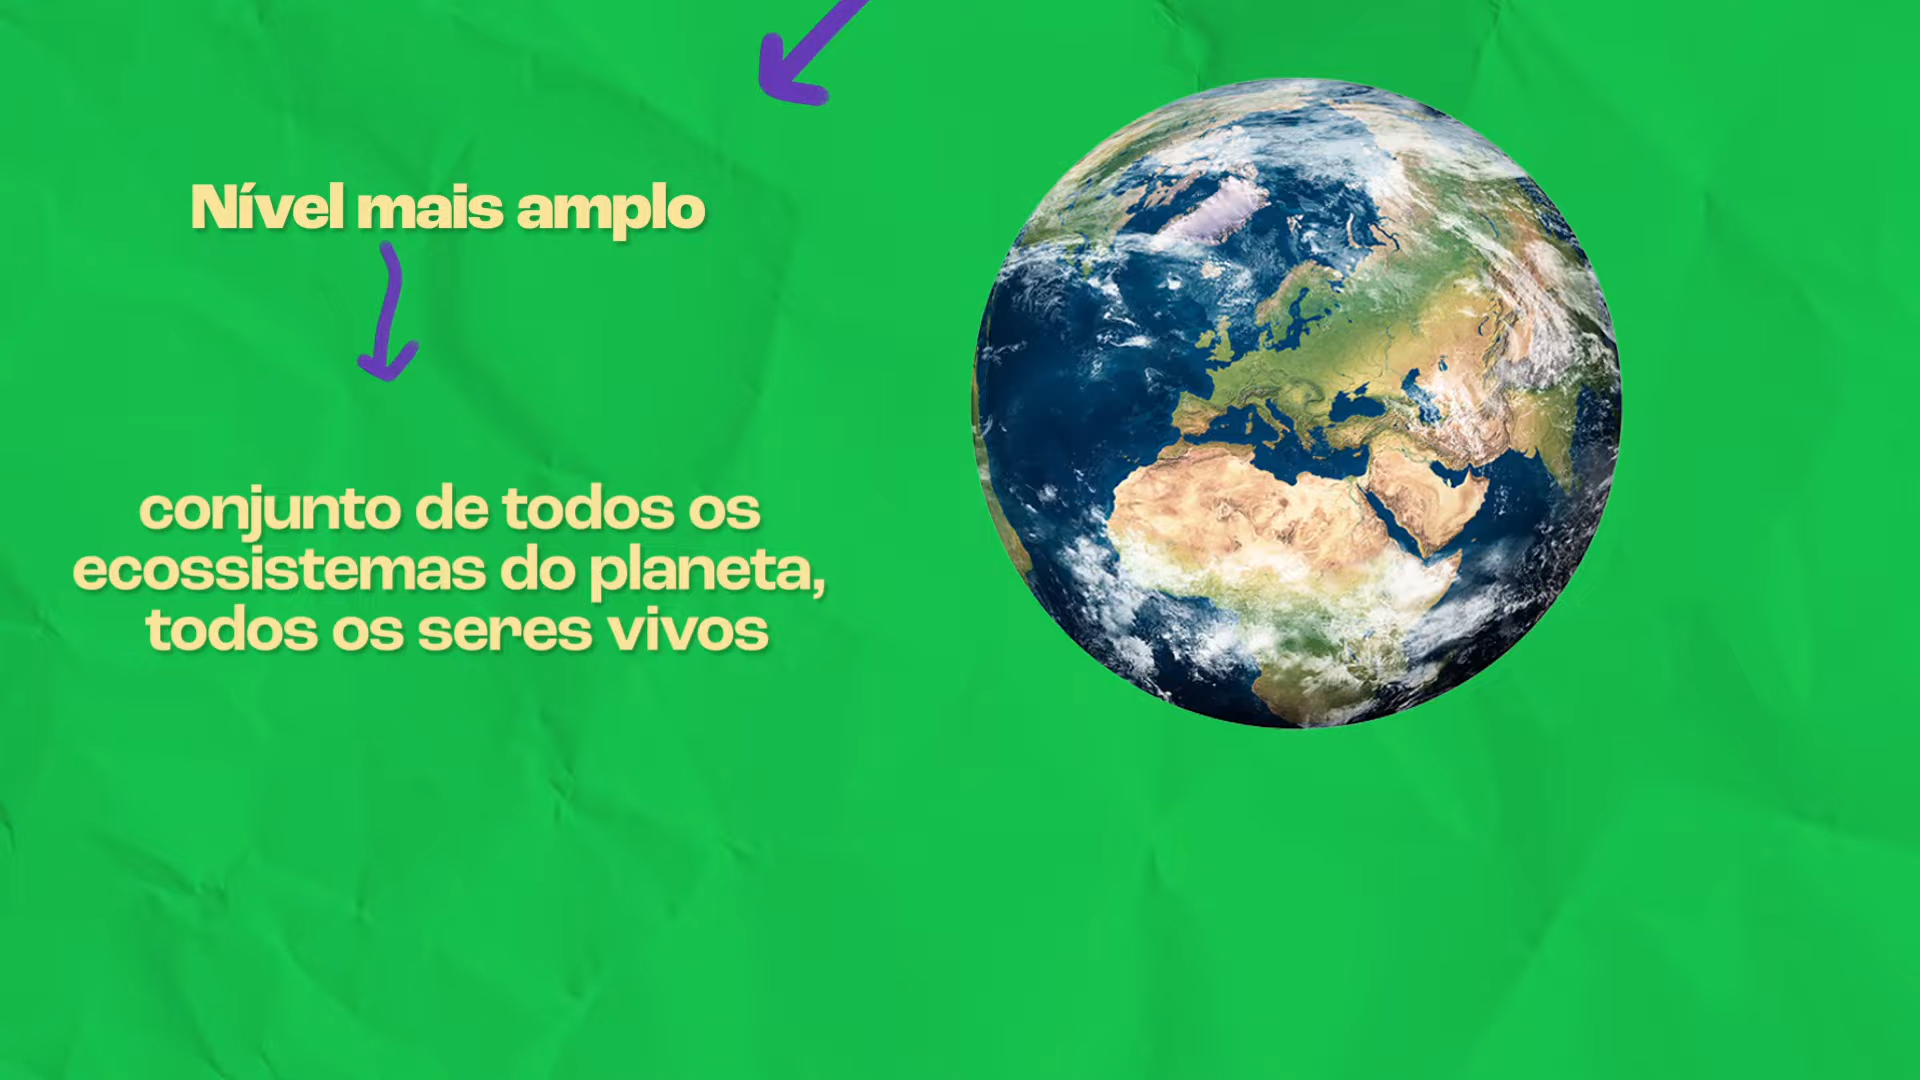 Nível mais amplo
conjunto de todos os
ecossistemas do planeta,
todos os seres vivos